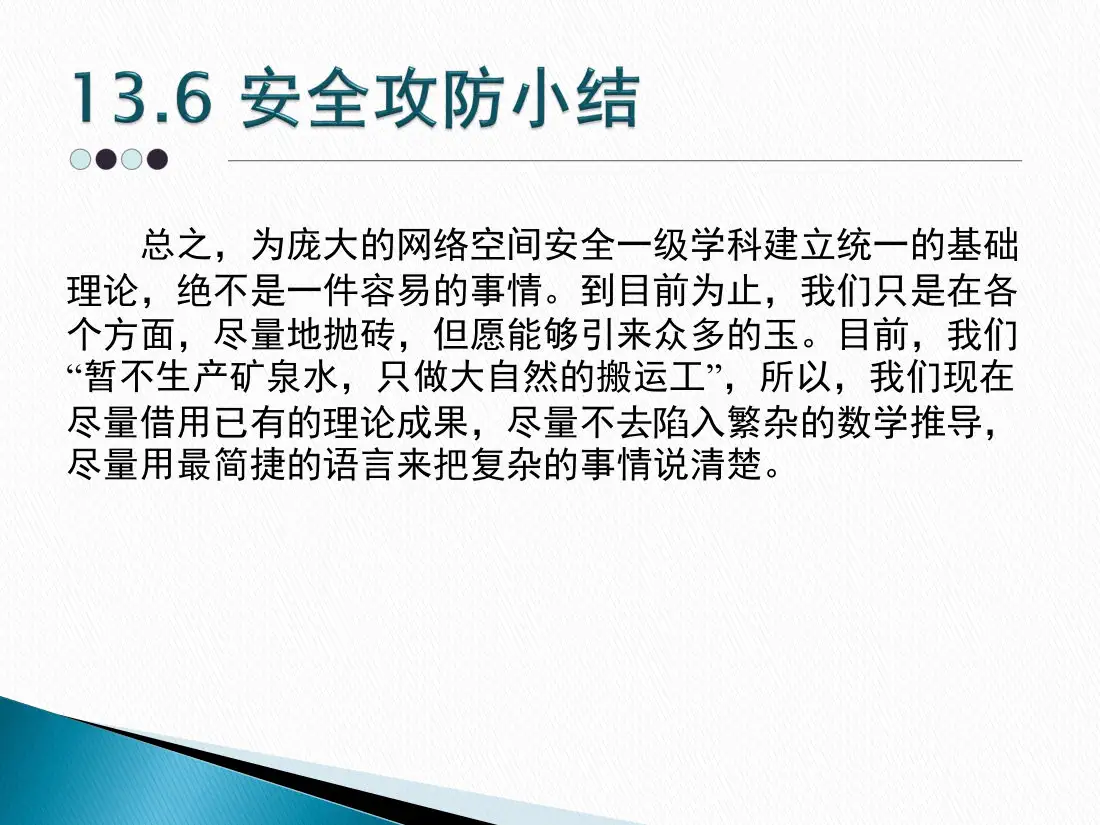 13.6 安全攻防小结
总之，为庞大的网络空间安全一级学科建立统一的基础
理论，绝不是一件容易的事情。到目前为止，我们只是在各
个方面，尽量地抛砖，但愿能够引来众多的玉。目前，我们
“暂不生产矿泉水，只做大自然的搬运工”，所以，我们现在
尽量借用已有的理论成果，尽量不去陷入繁杂的数学推导，
尽量用最简捷的语言来把复杂的事情说清楚。